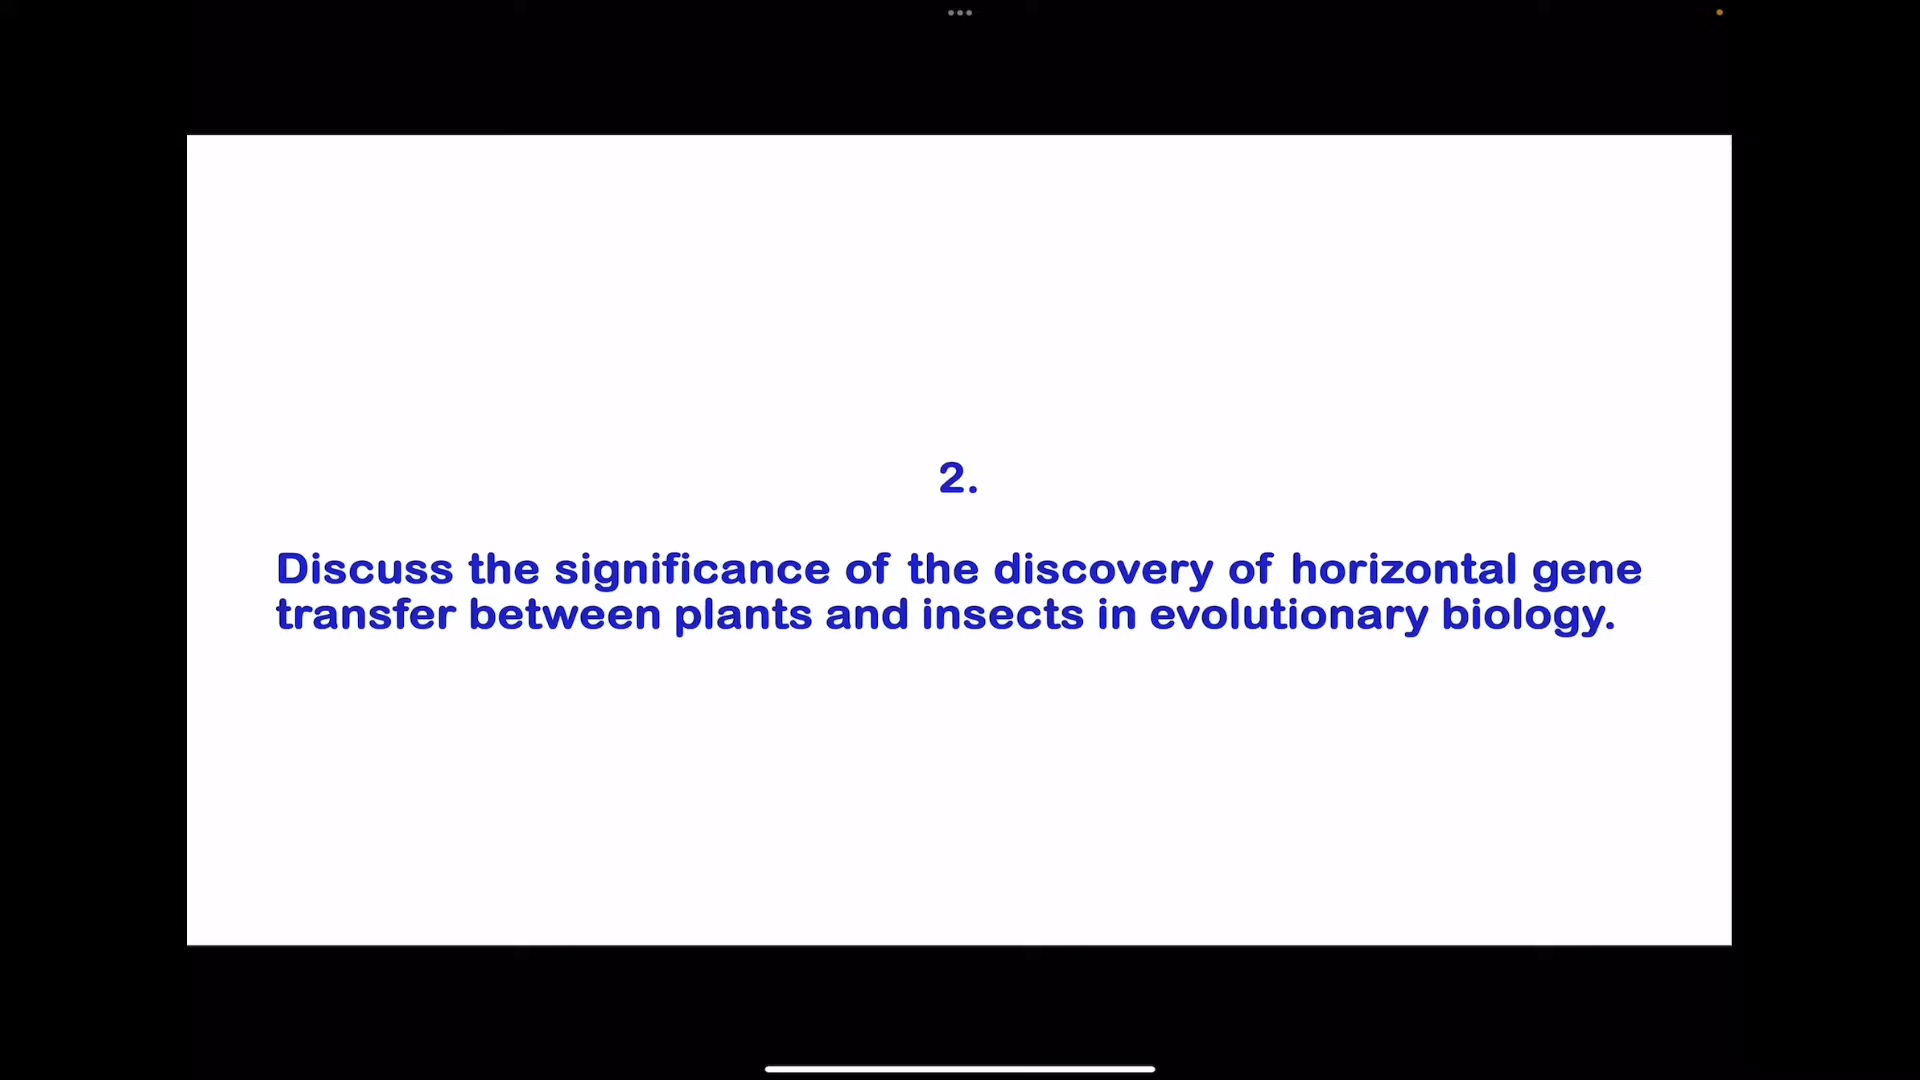 2.
Discuss the significance of the discovery of horizontal gene
transfer between plants and insects in evolutionary biology.